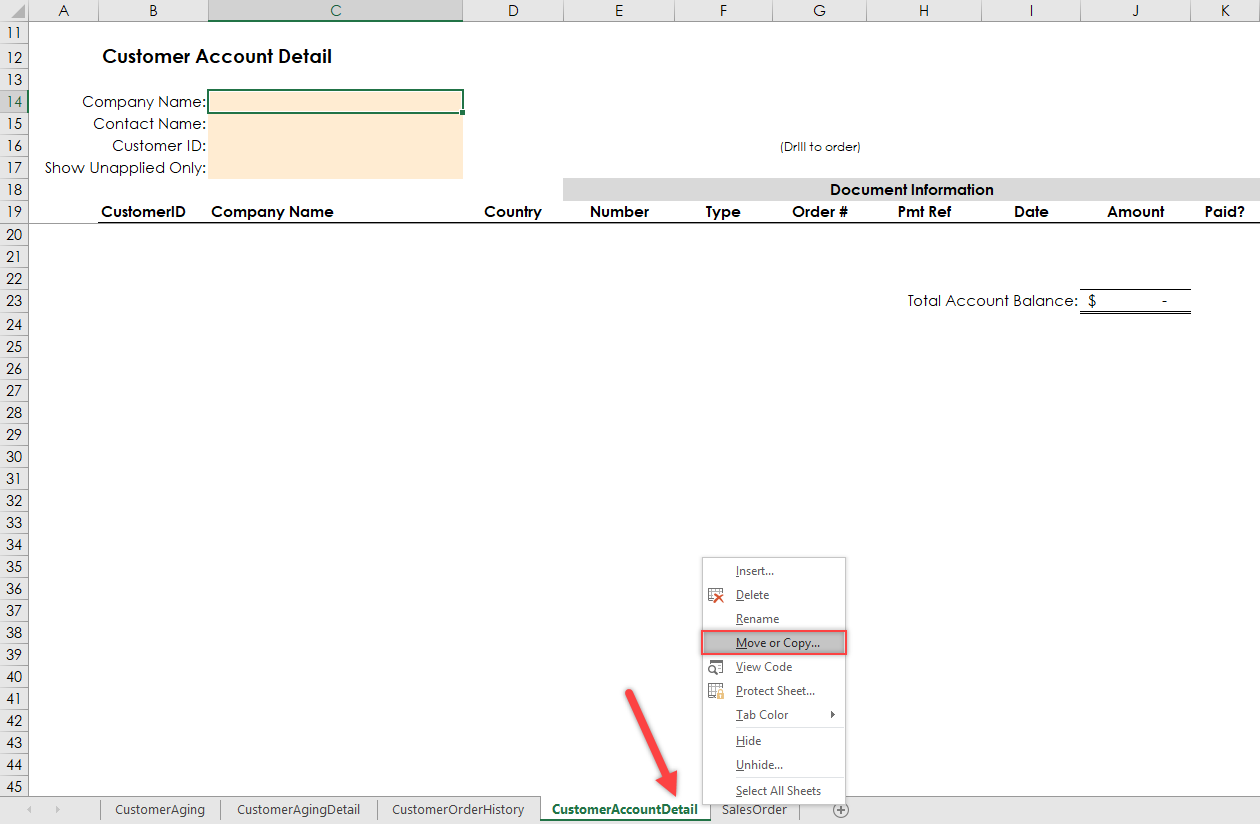 A B C D E F G H I J K
11
12 Customer Account Detail
13
14 Company Name:
15 Contact Name:
16 Customer ID: (Drill to order)
17 Show Unapplied Only:
18 Document Information
19 CustomerID Company Name Country Number Type Order # Pmt Ref Date Amount Paid?
20
21
22
23 Total Account Balance: $ -
24
25
26
27
28
29
30
31
32
33
34
35 Insert...
36 Delete
37 Rename
38 Move or Copy...
39
40 View Code
41 Protect Sheet...
42 Tab Color
43 Hide
44 Unhide...
45 Select All Sheets
CustomerAging CustomerAgingDetail CustomerOrderHistory CustomerAccountDetail SalesOrder